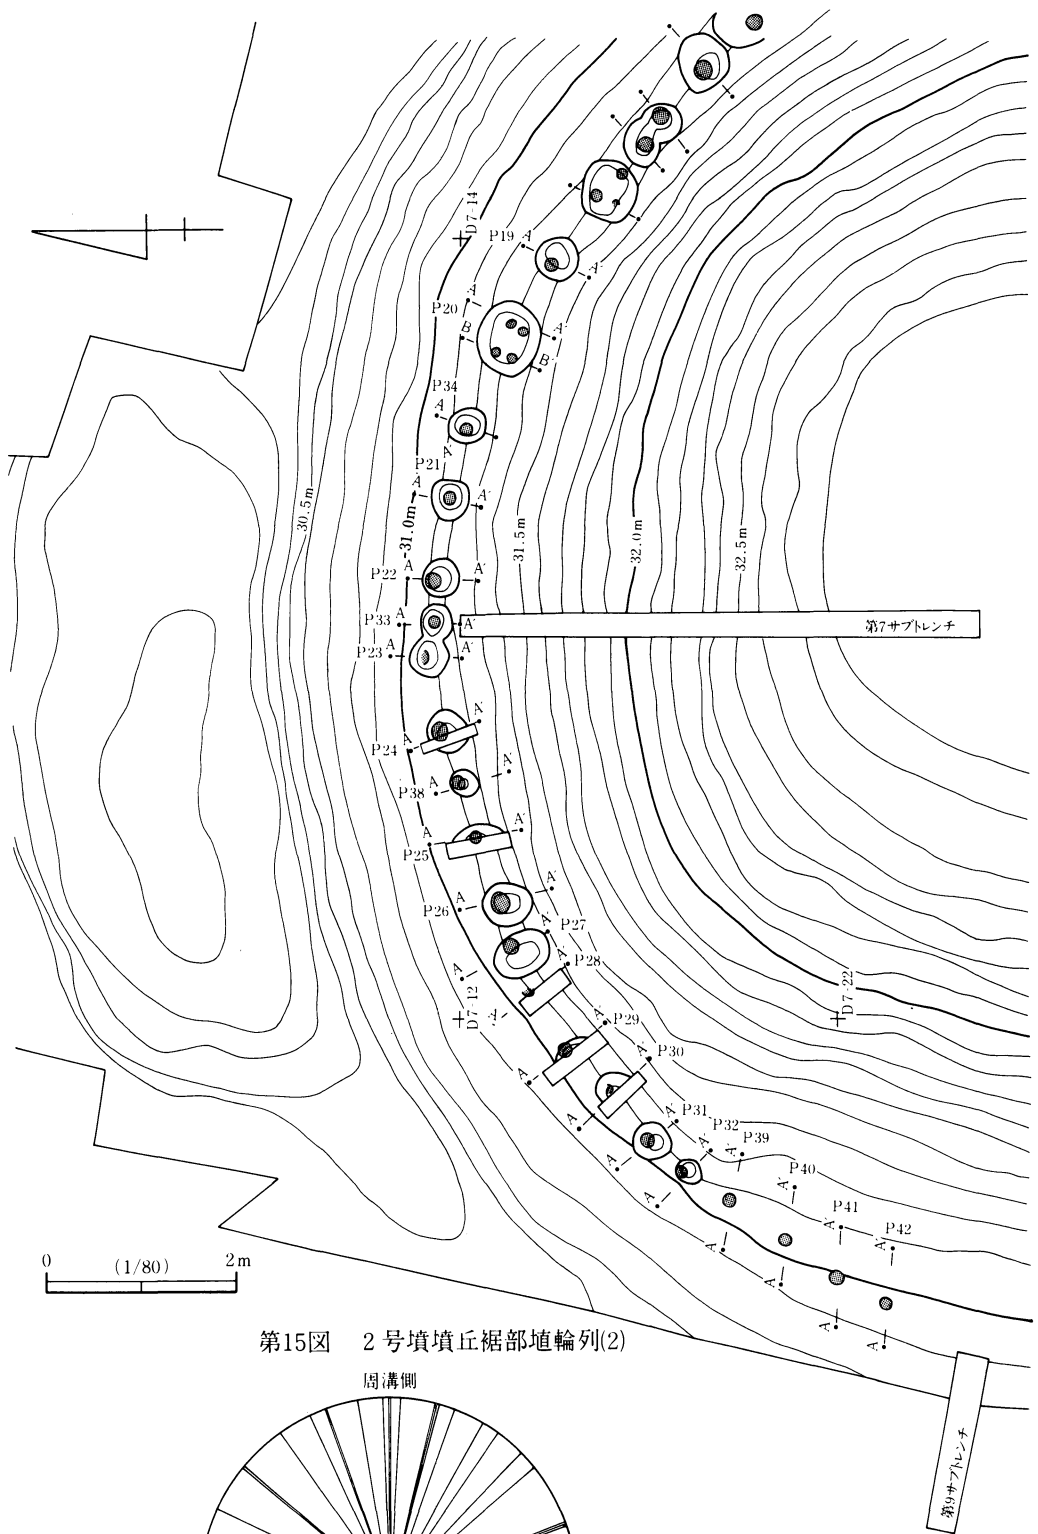 D7-14
P19
A
A'
P20
A
A'
B
B'
P34
A
A'
P21
A
A'
30.5m
31.0m
31.5m
32.0m
32.5m
P22
A
A'
P33
A
A'
第7サブトレンチ
P23
A
A'
P24
A
A'
P38
A
A'
P25
A
A'
P26
A
A'
P27
A
A'
P28
A
A'
D7-12
D7-22
P29
A
A'
P30
A
A'
P31
A
A'
P32
A
A'
P39
A
A'
P40
A
A'
P41
A
A'
P42
A
A'
0 (1/80) 2m
第15図 2号墳墳丘裾部埴輪列(2)
周溝側
第9サブトレンチ